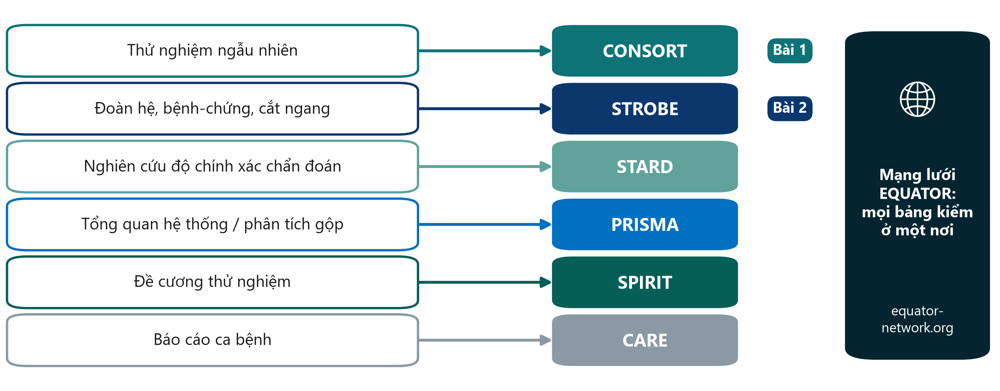 Thử nghiệm ngẫu nhiên
CONSORT
Bài 1
Đoàn hệ, bệnh-chứng, cắt ngang
STROBE
Bài 2
Nghiên cứu độ chính xác chẩn đoán
STARD
Tổng quan hệ thống / phân tích gộp
PRISMA
Đề cương thử nghiệm
SPIRIT
Báo cáo ca bệnh
CARE
Mạng lưới
EQUATOR:
mọi bảng kiểm
ở một nơi
equator-
network.org